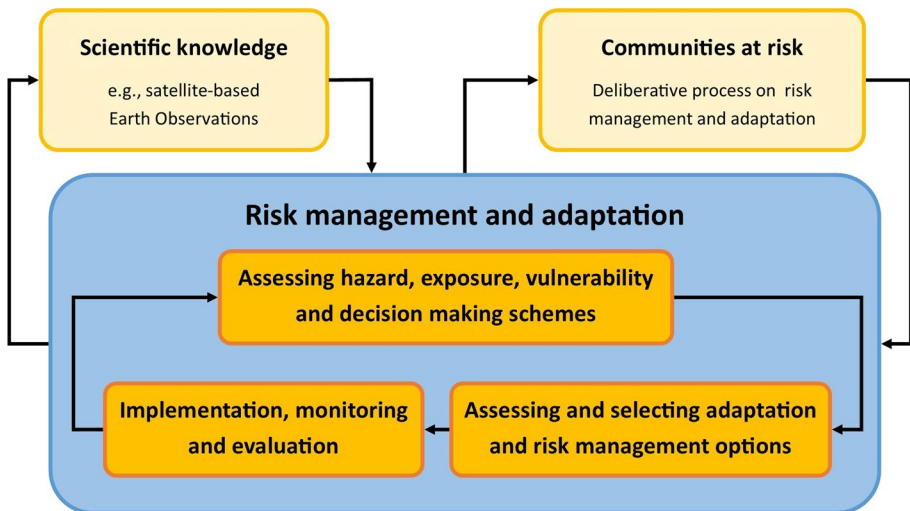 Scientific knowledge
e.g., satellite-based
Earth Observations
Communities at risk
Deliberative process on risk
management and adaptation
Risk management and adaptation
Assessing hazard, exposure, vulnerability
and decision making schemes
Implementation, monitoring
and evaluation
Assessing and selecting adaptation
and risk management options